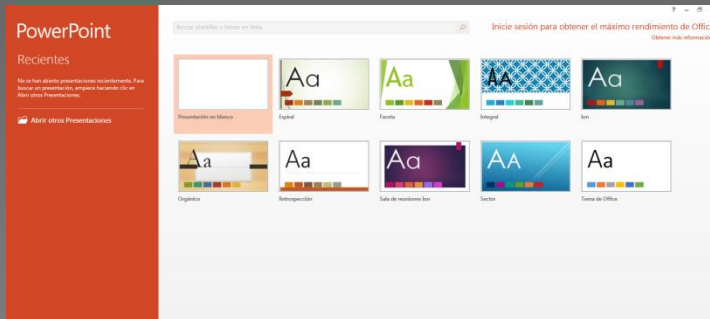 PowerPoint
Recientes
No se han abierto presentaciones recientemente. Para
buscar un presentación, empiece haciendo clic en
Abrir otros Presentaciones.
Abrir otros Presentaciones
Buscar plantillas y temas en línea
? – 
Inicie sesión para obtener el máximo rendimiento de Offic
Obtener más informació
Aa
Aa
Aa
Aa
Presentación en blanco
Espiral
Faceta
Integral
Ion
Aa
Aa
Aa
AA
Aa
Orgánico
Retrospección
Sala de reuniones Ion
Sector
Tema de Office